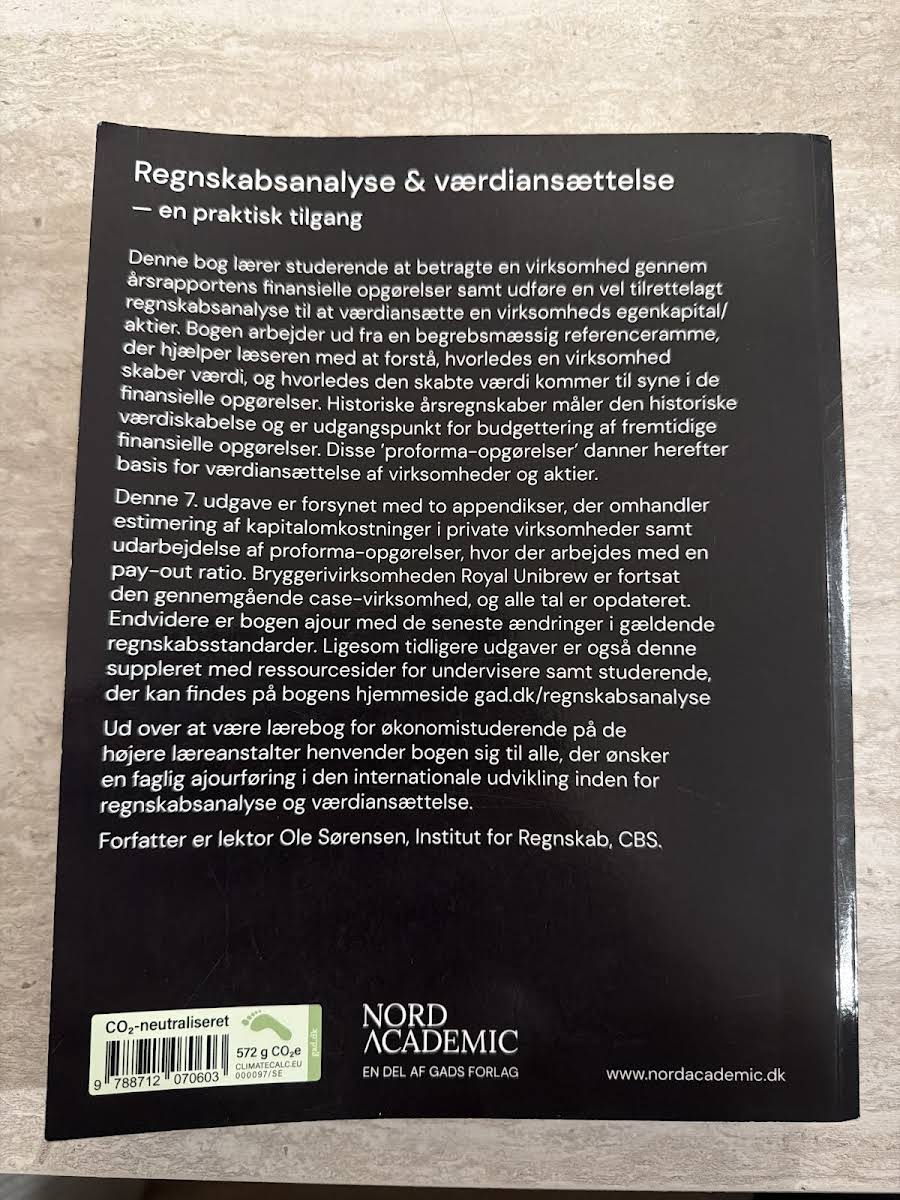 Regnskabsanalyse & værdiansættelse
— en praktisk tilgang
Denne bog lærer studerende at betragte en virksomhed gennem
årsrapportens finansielle opgørelser samt udføre en vel tilrettelagt
regnskabsanalyse til at værdiansætte en virksomheds egenkapital/
aktier. Bogen arbejder ud fra en begrebsmæssig referenceramme,
der hjælper læseren med at forstå, hvorledes en virksomhed
skaber værdi, og hvorledes den skabte værdi kommer til syne i de
finansielle opgørelser. Historiske årsregnskaber måler den historiske
værdiskabelse og er udgangspunkt for budgettering af fremtidige
finansielle opgørelser. Disse 'proforma-opgørelser' danner herefter
basis for værdiansættelse af virksomheder og aktier.
Denne 7. udgave er forsynet med to appendikser, der omhandler
estimering af kapitalomkostninger i private virksomheder samt
udarbejdelse af proforma-opgørelser, hvor der arbejdes med en
pay-out ratio. Bryggerivirksomheden Royal Unibrew er fortsat
den gennemgående case-virksomhed, og alle tal er opdateret.
Endvidere er bogen ajour med de seneste ændringer i gældende
regnskabsstandarder. Ligesom tidligere udgaver er også denne
suppleret med ressourcesider for undervisere samt studerende,
der kan findes på bogens hjemmeside gad.dk/regnskabsanalyse
Ud over at være lærebog for økonomistuderende på de
højere læreanstalter henvender bogen sig til alle, der ønsker
en faglig ajourføring i den internationale udvikling inden for
regnskabsanalyse og værdiansættelse.
Forfatter er lektor Ole Sørensen, Institut for Regnskab, CBS.
CO₂-neutraliseret
572 g CO₂e
CLIMATECALC.EU
000097/SE
gad.dk
9 788712 070603
NORD
ACADEMIC
EN DEL AF GADS FORLAG
www.nordacademic.dk